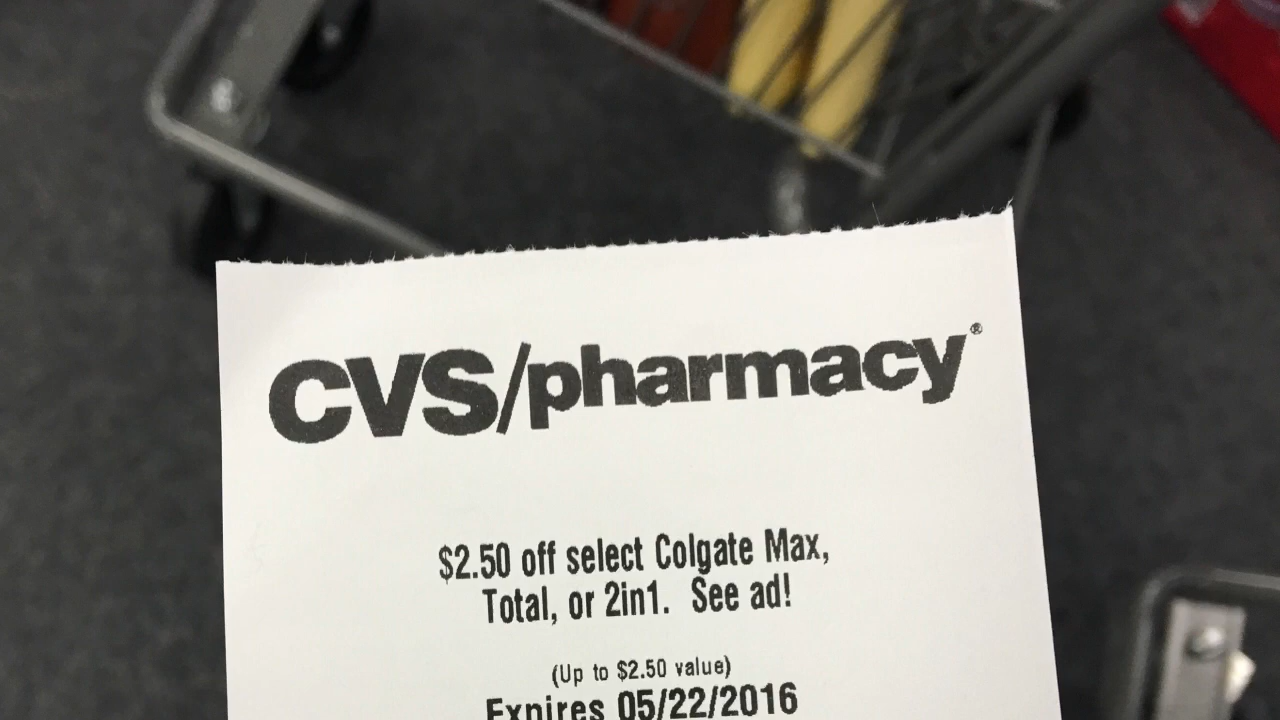 CVS/pharmacy®
$2.50 off select Colgate Max,
Total, or 2in1. See ad!
(Up to $2.50 value)
Expires 05/22/2016